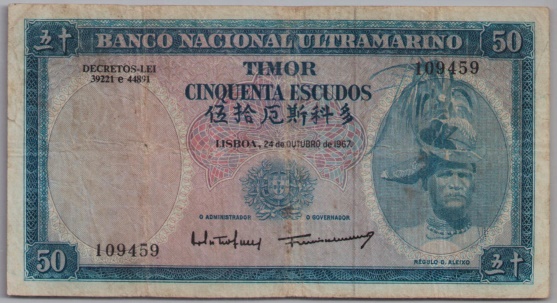 五十 BANCO NACIONAL ULTRAMARINO 50
DECRETOS-LEI
39221 e 44891
TIMOR
109459
CINQUENTA ESCUDOS
伍拾厄斯科多
LISBOA, 24 de OUTUBRO de 1967
O ADMINISTRADOR
O GOVERNADOR
109459
RÉGULO D. ALEIXO
50 五十